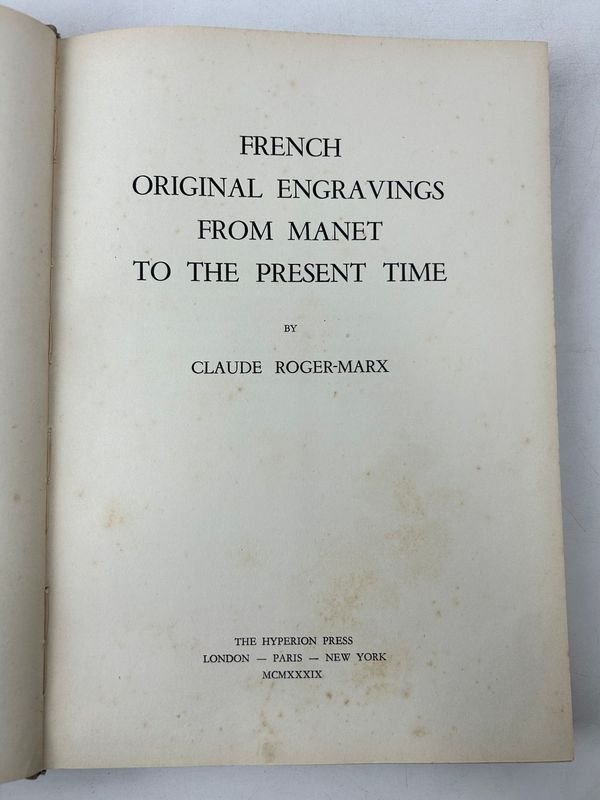 FRENCH
ORIGINAL ENGRAVINGS
FROM MANET
TO THE PRESENT TIME
BY
CLAUDE ROGER-MARX
THE HYPERION PRESS
LONDON — PARIS — NEW YORK
MCMXXXIX